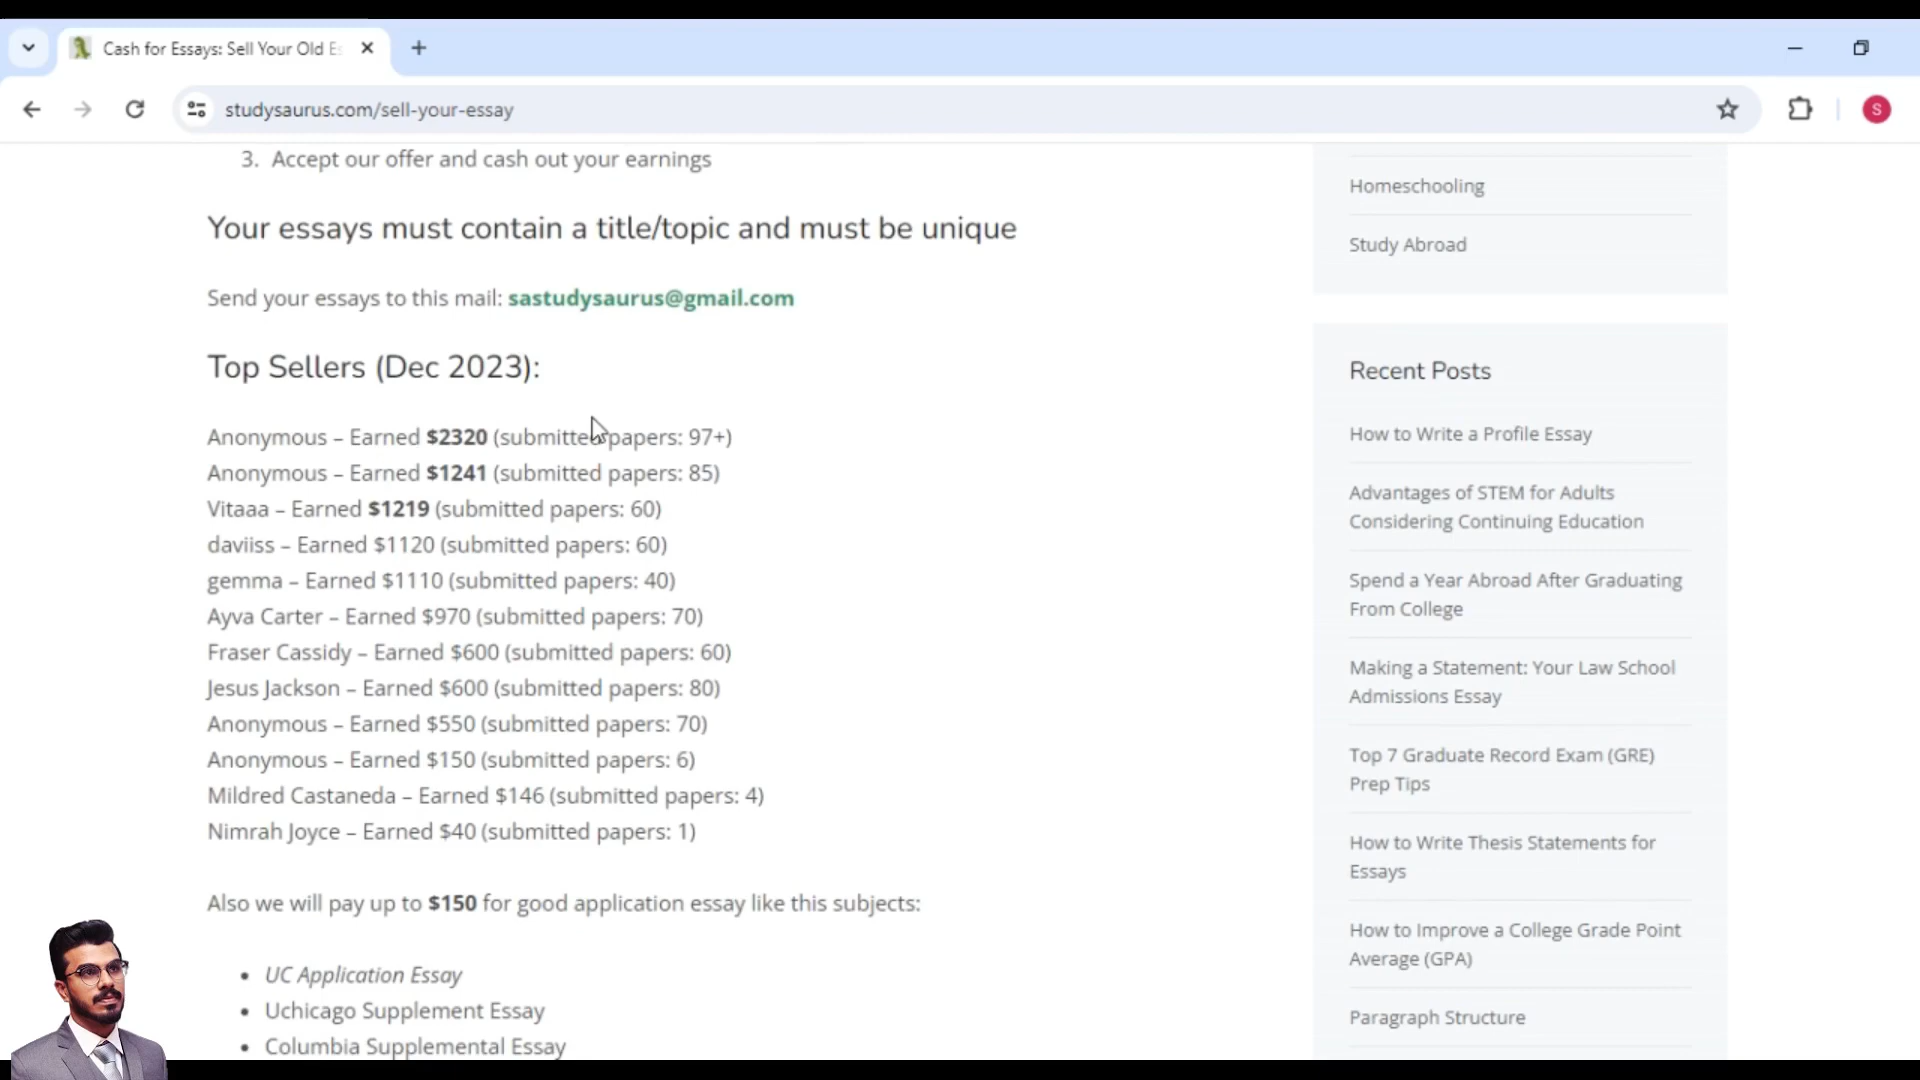 Cash for Essays: Sell Your Old Es
studysaurus.com/sell-your-essay
S
3. Accept our offer and cash out your earnings
Your essays must contain a title/topic and must be unique
Send your essays to this mail: sastudysaurus@gmail.com
Top Sellers (Dec 2023):
Anonymous – Earned $2320 (submitted papers: 97+)
Anonymous – Earned $1241 (submitted papers: 85)
Vitaaa – Earned $1219 (submitted papers: 60)
daviiss – Earned $1120 (submitted papers: 60)
gemma – Earned $1110 (submitted papers: 40)
Ayva Carter – Earned $970 (submitted papers: 70)
Fraser Cassidy – Earned $600 (submitted papers: 60)
Jesus Jackson – Earned $600 (submitted papers: 80)
Anonymous – Earned $550 (submitted papers: 70)
Anonymous – Earned $150 (submitted papers: 6)
Mildred Castaneda – Earned $146 (submitted papers: 4)
Nimrah Joyce – Earned $40 (submitted papers: 1)
Also we will pay up to $150 for good application essay like this subjects:
• UC Application Essay
• Uchicago Supplement Essay
• Columbia Supplemental Essay
Homeschooling
Study Abroad
Recent Posts
How to Write a Profile Essay
Advantages of STEM for Adults
Considering Continuing Education
Spend a Year Abroad After Graduating
From College
Making a Statement: Your Law School
Admissions Essay
Top 7 Graduate Record Exam (GRE)
Prep Tips
How to Write Thesis Statements for
Essays
How to Improve a College Grade Point
Average (GPA)
Paragraph Structure